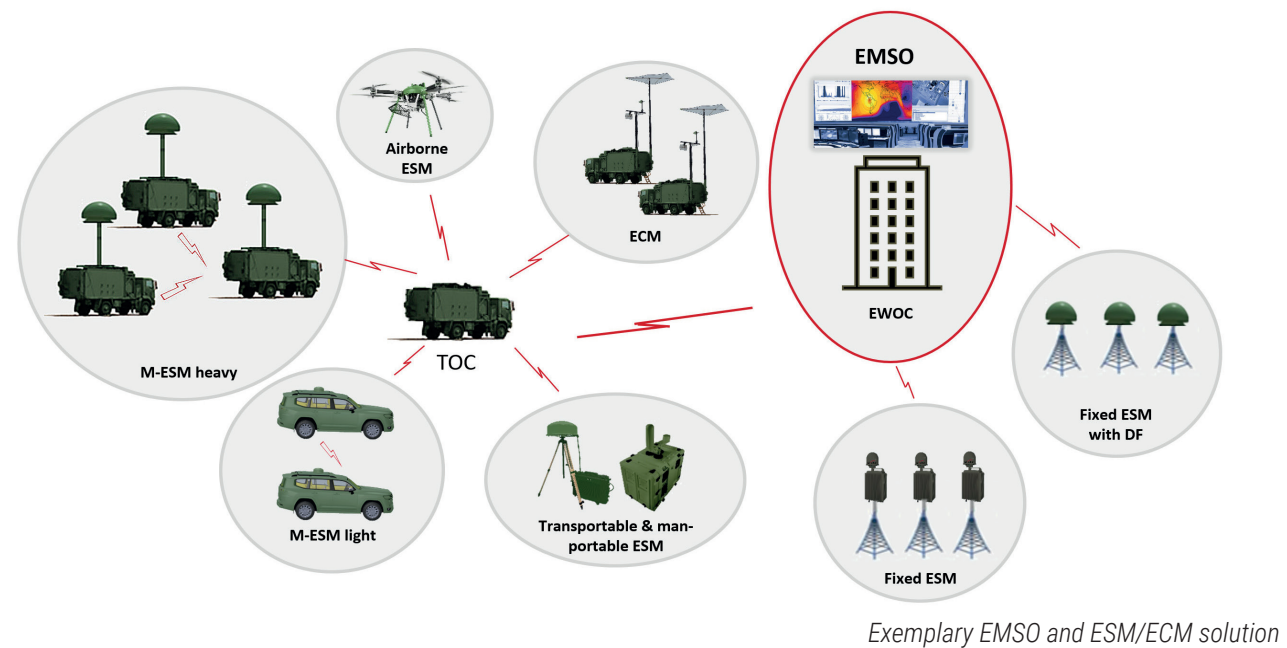 EMSO
Airborne
ESM
ECM
EWOC
M-ESM heavy
TOC
Fixed ESM
with DF
M-ESM light
Transportable & man-
portable ESM
Fixed ESM
Exemplary EMSO and ESM/ECM solution